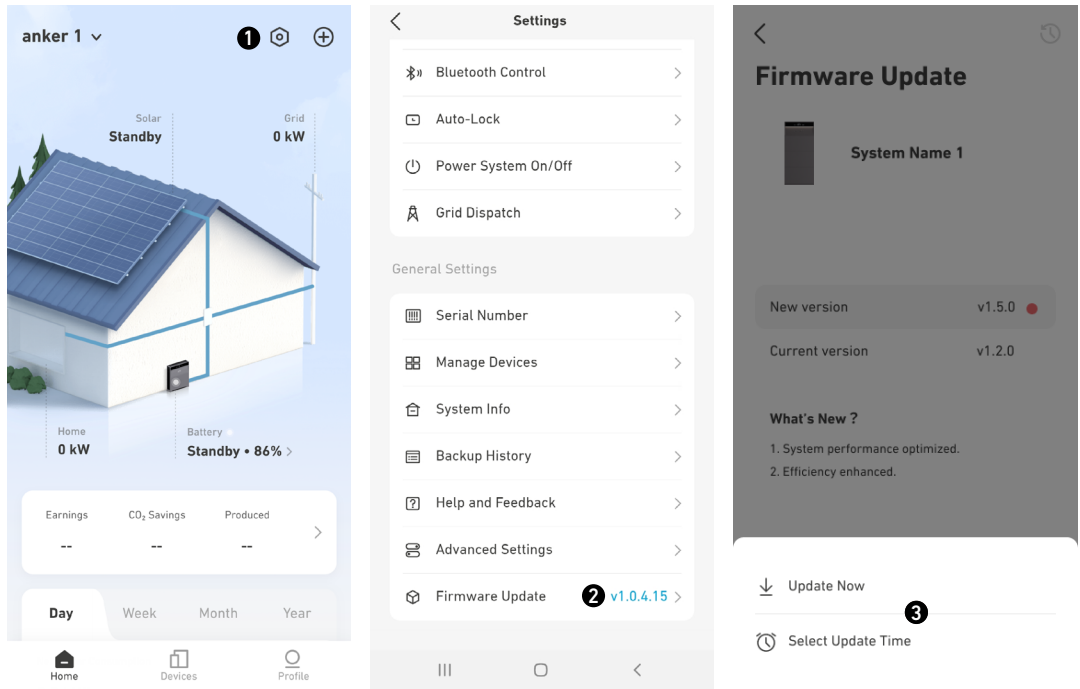 anker 1
1
Solar
Standby
Grid
0 kW
Home
0 kW
Battery
Standby • 86%
Earnings
CO₂ Savings
Produced
--
--
--
Day
Week
Month
Year
Home
Devices
Profile
Settings
Bluetooth Control
Auto-Lock
Power System On/Off
Grid Dispatch
General Settings
Serial Number
Manage Devices
System Info
Backup History
Help and Feedback
Advanced Settings
Firmware Update 2 v1.0.4.15
Firmware Update
System Name 1
New version v1.5.0
Current version v1.2.0
What's New ?
1. System performance optimized.
2. Efficiency enhanced.
Update Now
3
Select Update Time